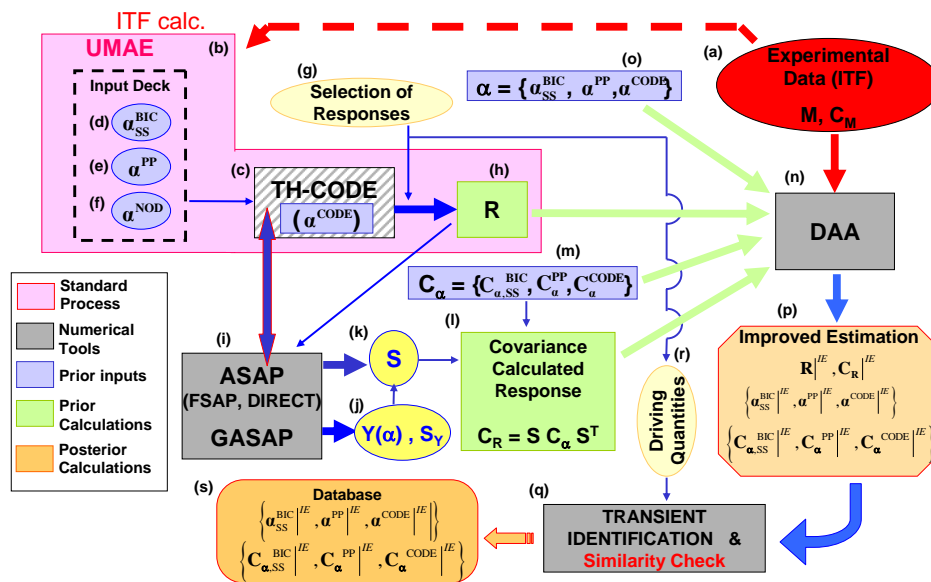 ITF calc.
UMAE
(b)
Input Deck
(d)
α_SS^BIC
(e)
α^PP
(f)
α^NOD
(g)
Selection of Responses
(o)
α = {α_SS^BIC, α^PP, α^CODE}
(a)
Experimental
Data (ITF)
M, C_M
(c)
TH-CODE
(α^CODE)
(h)
R
(n)
DAA
(m)
C_α = {C_α,SS^BIC, C_α^PP, C_α^CODE}
Standard
Process
Numerical
Tools
Prior inputs
Prior
Calculations
Posterior
Calculations
(i)
ASAP
(FSAP, DIRECT)
GASAP
(k)
S
(j)
Y(α) , S_Y
(l)
Covariance
Calculated
Response
C_R = S C_α S^T
(r)
Driving
Quantities
(p)
Improved Estimation
R|^IE, C_R|^IE
{α_SS^BIC|^IE, α^PP|^IE, α^CODE|^IE}
{C_α,SS^BIC|^IE, C_α^PP|^IE, C_α^CODE|^IE}
(s)
Database
{α_SS^BIC|^IE, α^PP|^IE, α^CODE|^IE|}
{C_α,SS^BIC|^IE, C_α^PP|^IE, C_α^CODE|^IE}
(q)
TRANSIENT
IDENTIFICATION &
Similarity Check